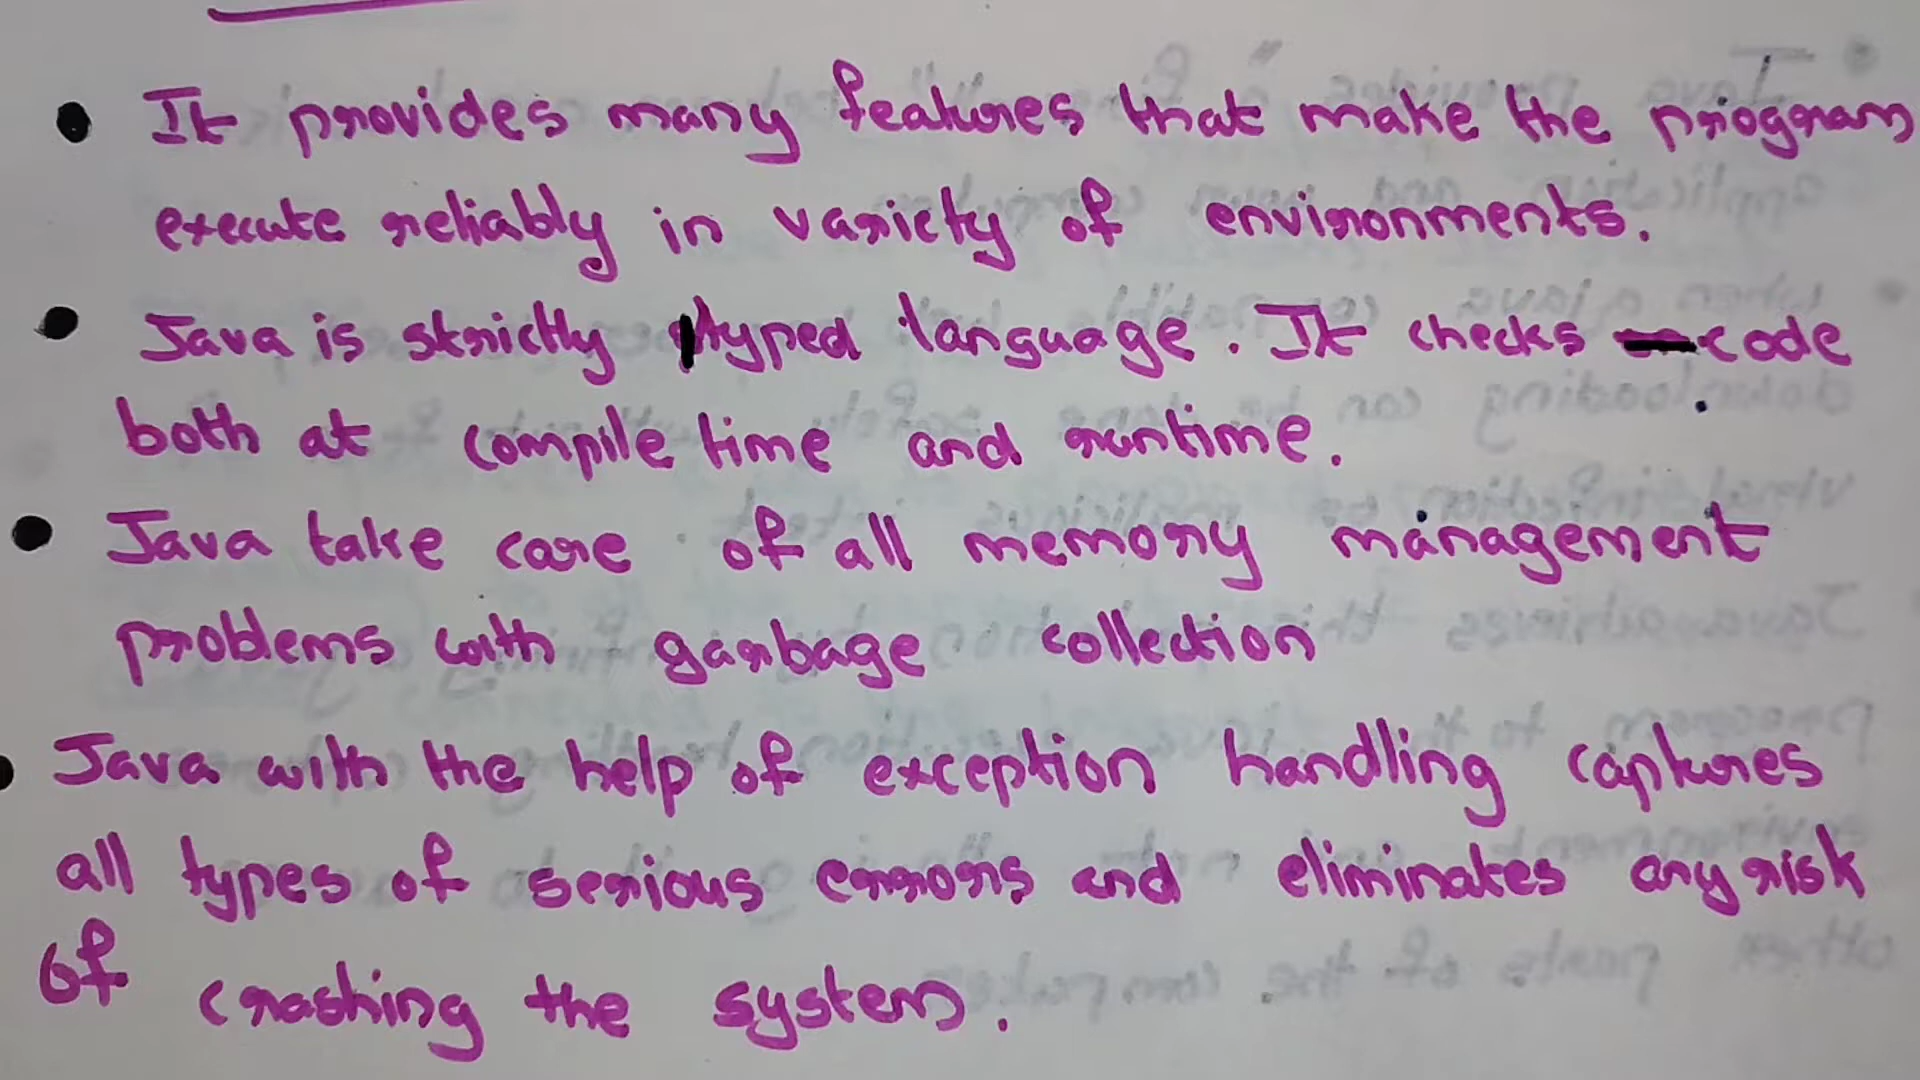 • It provides many features that make the program
execute reliably in variety of environments.
• Java is strictly typed language. It checks code
both at compile time and runtime.
• Java take care of all memory management
problems with garbage collection
• Java with the help of exception handling captures
all types of serious errors and eliminates any risk
of crashing the system.